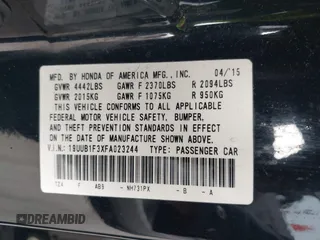 MFD. BY HONDA OF AMERICA MFG., INC. 04/15
GVWR 4442LBS GAWR F 2370LBS R 2094LBS
GVWR 2015KG GAWR F 1075KG R 950KG
THIS VEHICLE CONFORMS TO ALL APPLICABLE
FEDERAL MOTOR VEHICLE SAFETY, BUMPER,
AND THEFT PREVENTION STANDARDS IN EFFECT
ON THE DATE OF MANUFACTURE SHOWN ABOVE.
V.I.N.: 19UUB1F3XFA023244 TYPE: PASSENGER CAR
NH731PX - B - A
DREAMBID